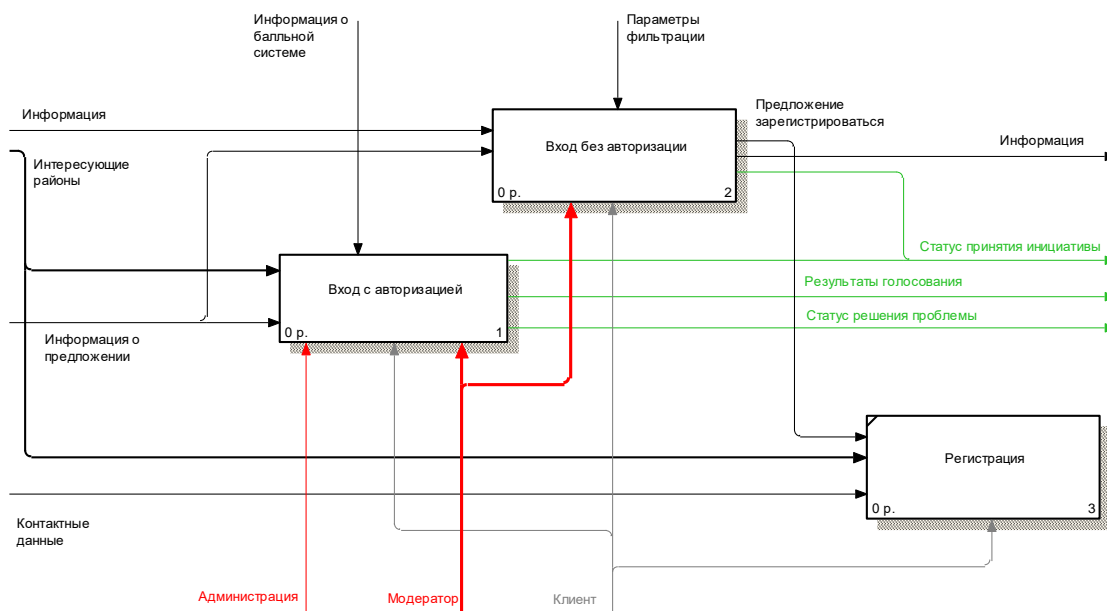 Информация о
балльной
системе
Параметры
фильтрации
Информация
Предложение
зарегистрироваться
Вход без авторизации
Информация
Интересующие
районы
0 р.
2
Статус принятия инициативы
Вход с авторизацией
Результаты голосования
Статус решения проблемы
0 р.
1
Информация о
предложении
Регистрация
0 р.
3
Контактные
данные
Администрация
Модератор
Клиент